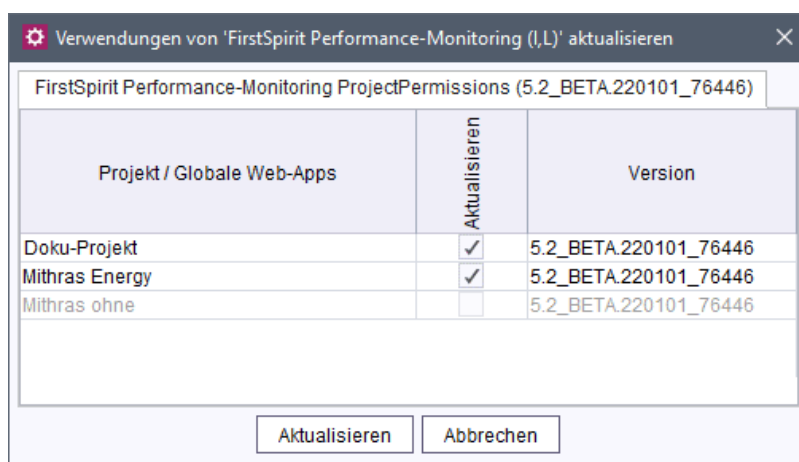 Verwendungen von 'FirstSpirit Performance-Monitoring (I,L)' aktualisieren
FirstSpirit Performance-Monitoring ProjectPermissions (5.2_BETA.220101_76446)
Projekt / Globale Web-Apps Aktualisieren Version
Doku-Projekt 5.2_BETA.220101_76446
Mithras Energy 5.2_BETA.220101_76446
Mithras ohne 5.2_BETA.220101_76446
Aktualisieren Abbrechen